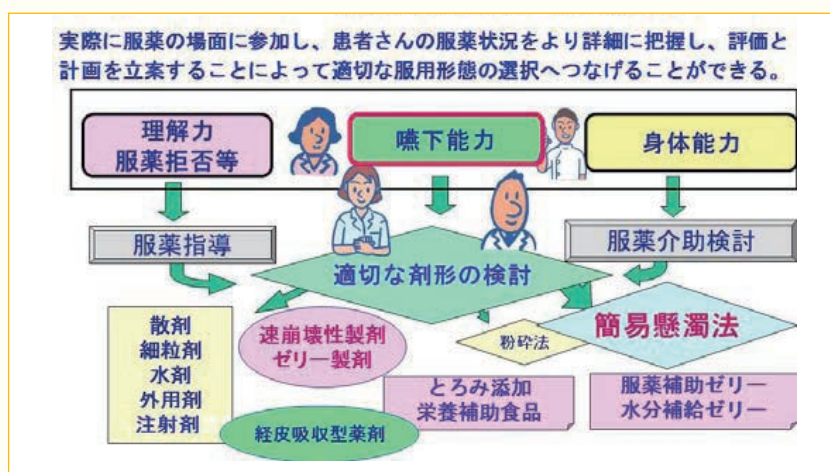 実際に服薬の場面に参加し、患者さんの服薬状況をより詳細に把握し、評価と
計画を立案することによって適切な服用形態の選択へつなげることができる。
理解力
服薬拒否等
嚥下能力
身体能力
服薬指導
服薬介助検討
適切な剤形の検討
散剤
細粒剤
水剤
外用剤
注射剤
速崩壊性製剤
ゼリー製剤
粉砕法
簡易懸濁法
とろみ添加
栄養補助食品
服薬補助ゼリー
水分補給ゼリー
経皮吸収型薬剤